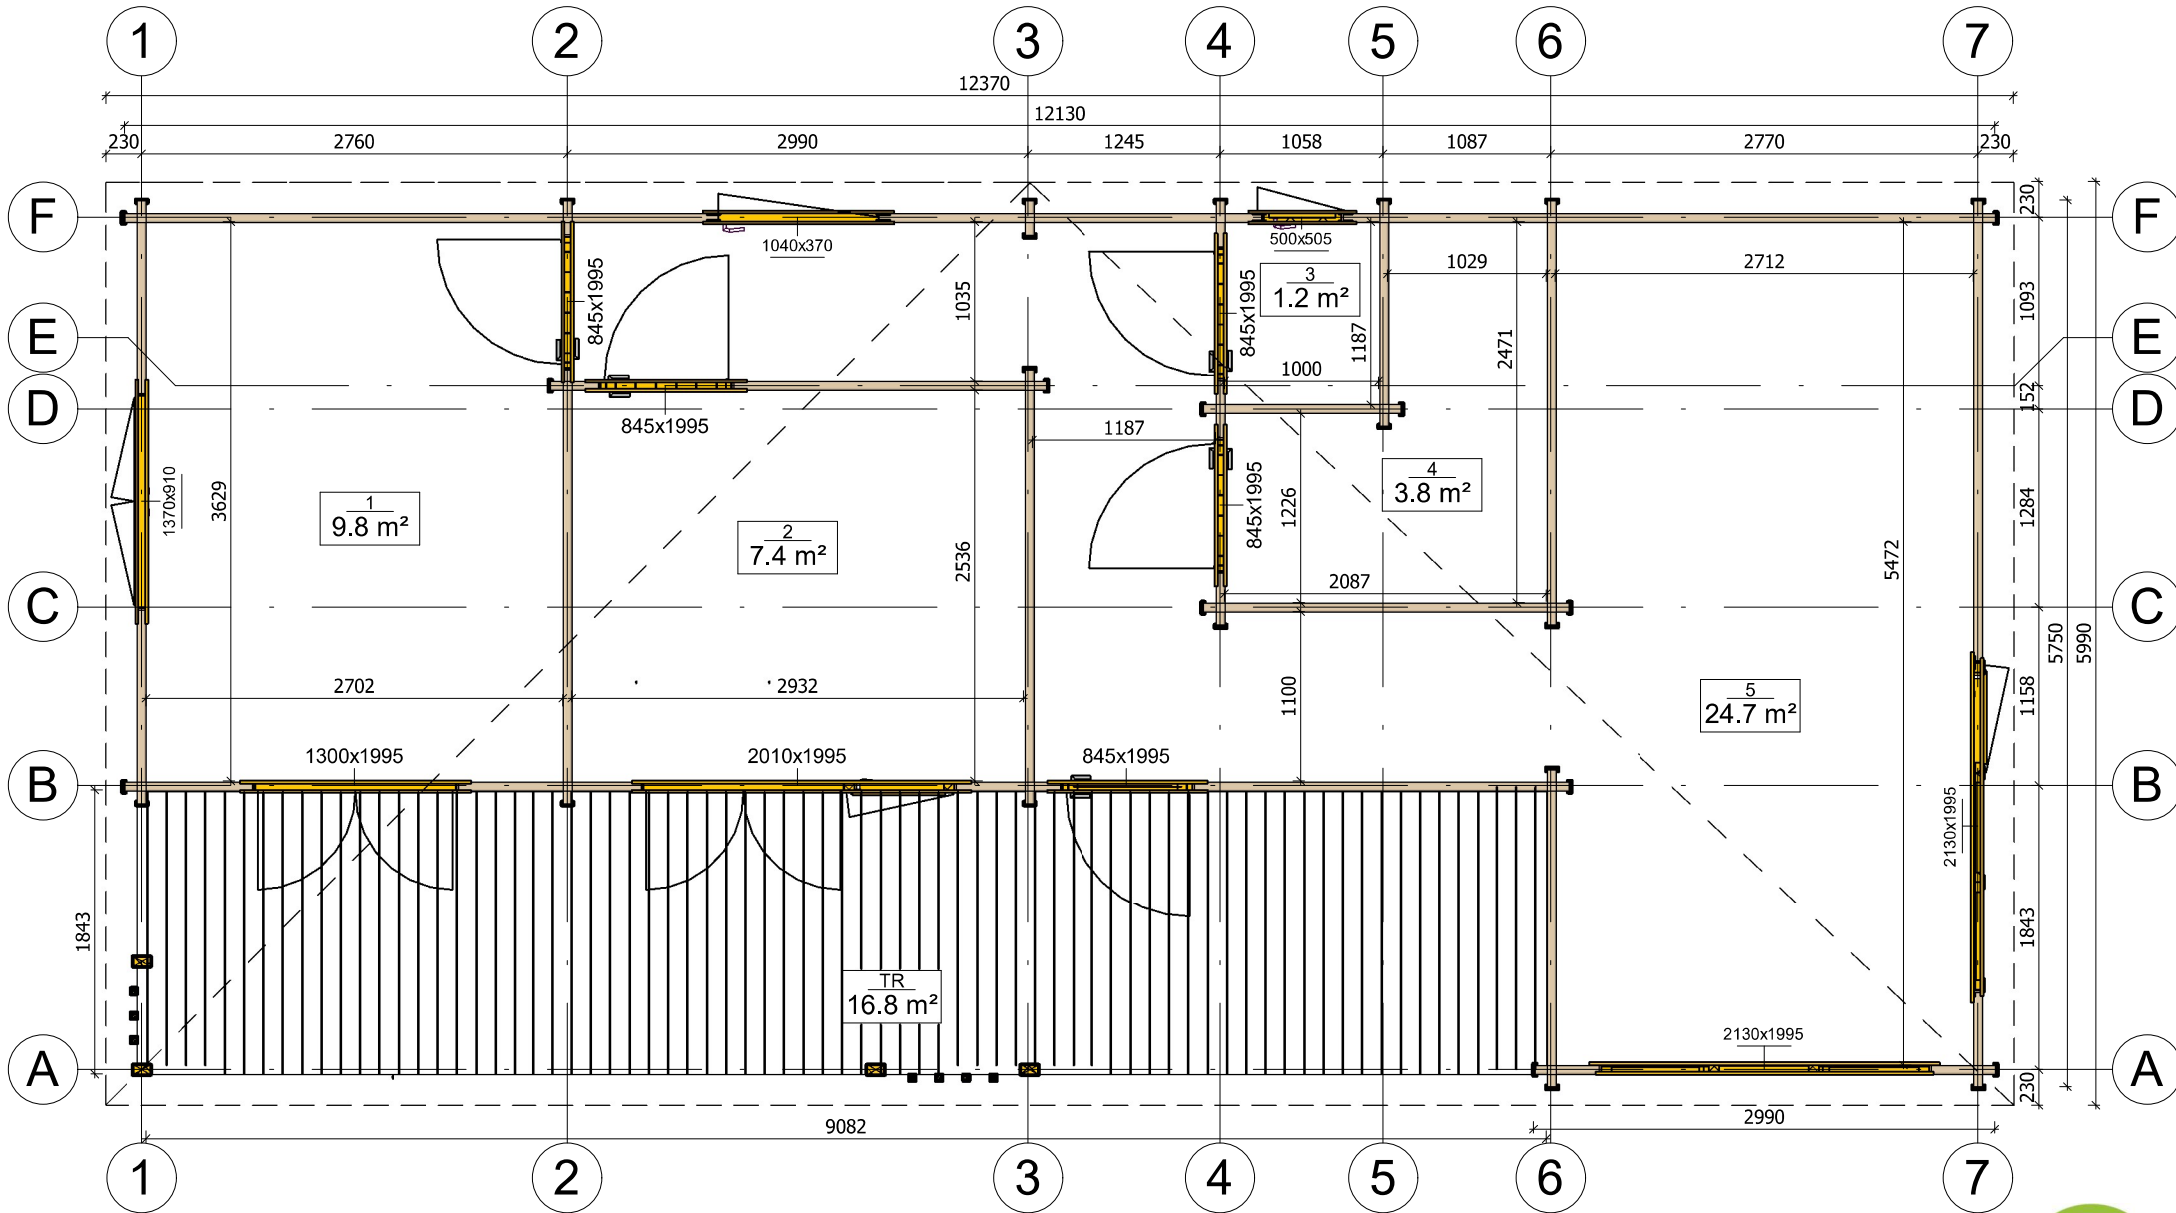 1 2 3 4 5 6 7
12370
12130
230 2760 2990 1245 1058 1087 2770 230
F F
230
1040x370 500x505
3
1.2 m²
1029 2712
845x1995 1035 845x1995 1187 2471 1093
E E
1000
152
D D
845x1995
1187
1370x910 3629
1
9.8 m²
2
7.4 m²
2536
845x1995 1226
4
3.8 m²
1284
5472
2087
C C
5750 5990
2702 2932 1100
5
24.7 m²
1158
1300x1995 2010x1995 845x1995
B B
2130x1995
1843 1843
TR
16.8 m²
2130x1995
A A
230
9082 2990
1 2 3 4 5 6 7